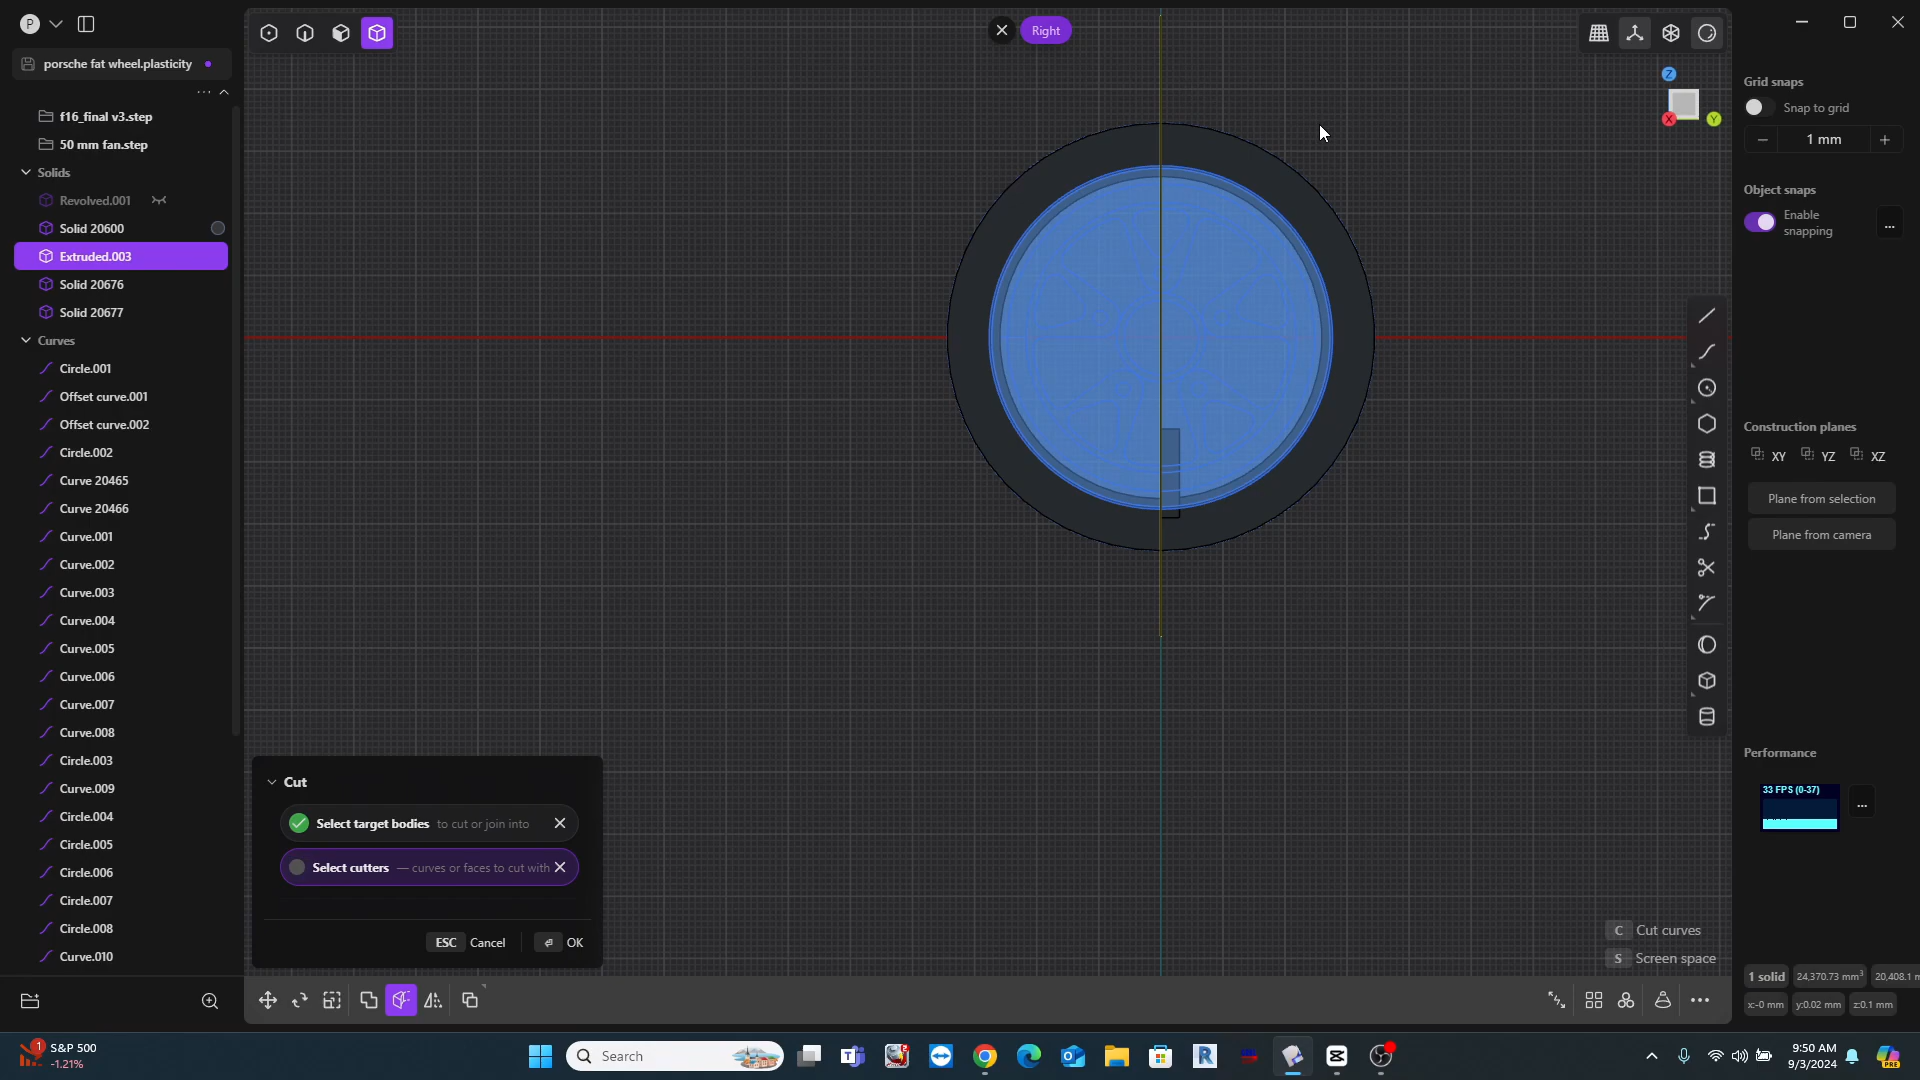 P
porsche fat wheel.plasticity
f16_final v3.step
50 mm fan.step
Solids
Revolved.001
Solid 20600
Extruded.003
Solid 20676
Solid 20677
Curves
Circle.001
Offset curve.001
Offset curve.002
Circle.002
Curve 20465
Curve 20466
Curve.001
Curve.002
Curve.003
Curve.004
Curve.005
Curve.006
Curve.007
Curve.008
Circle.003
Curve.009
Circle.004
Circle.005
Circle.006
Circle.007
Circle.008
Curve.010
Right
Z
X
Y
Cut
Select target bodies to cut or join into
Select cutters — curves or faces to cut with
ESC Cancel
OK
C Cut curves
S Screen space
Grid snaps
Snap to grid
1 mm
Object snaps
Enable
snapping
...
Construction planes
XY YZ XZ
Plane from selection
Plane from camera
Performance
33 FPS (0-37)
...
1 solid 24,370.73 mm³ 20,408.1 m
x:-0 mm y:0.02 mm z:0.1 mm
1
S&P 500
-1.21%
Search
9:50 AM
9/3/2024
PRE